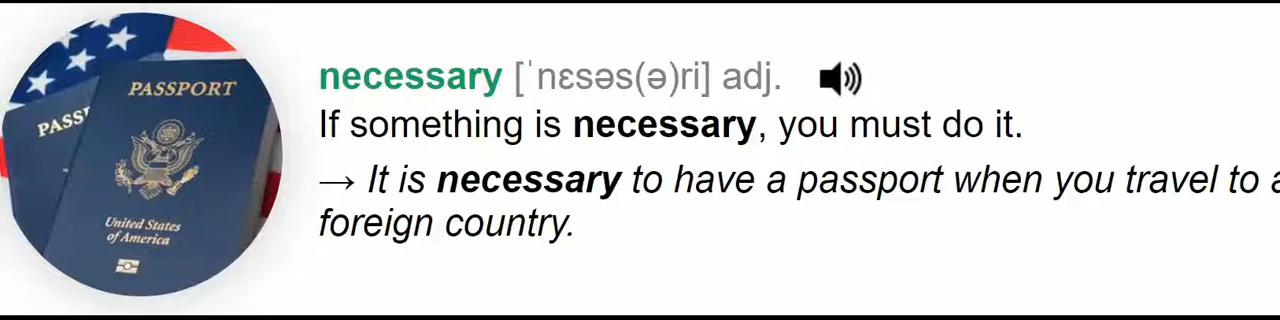 PASSPORT
PASS
United States
of America
necessary [ˈnɛsəs(ə)ri] adj.
If something is necessary, you must do it.
→ It is necessary to have a passport when you travel to a
foreign country.